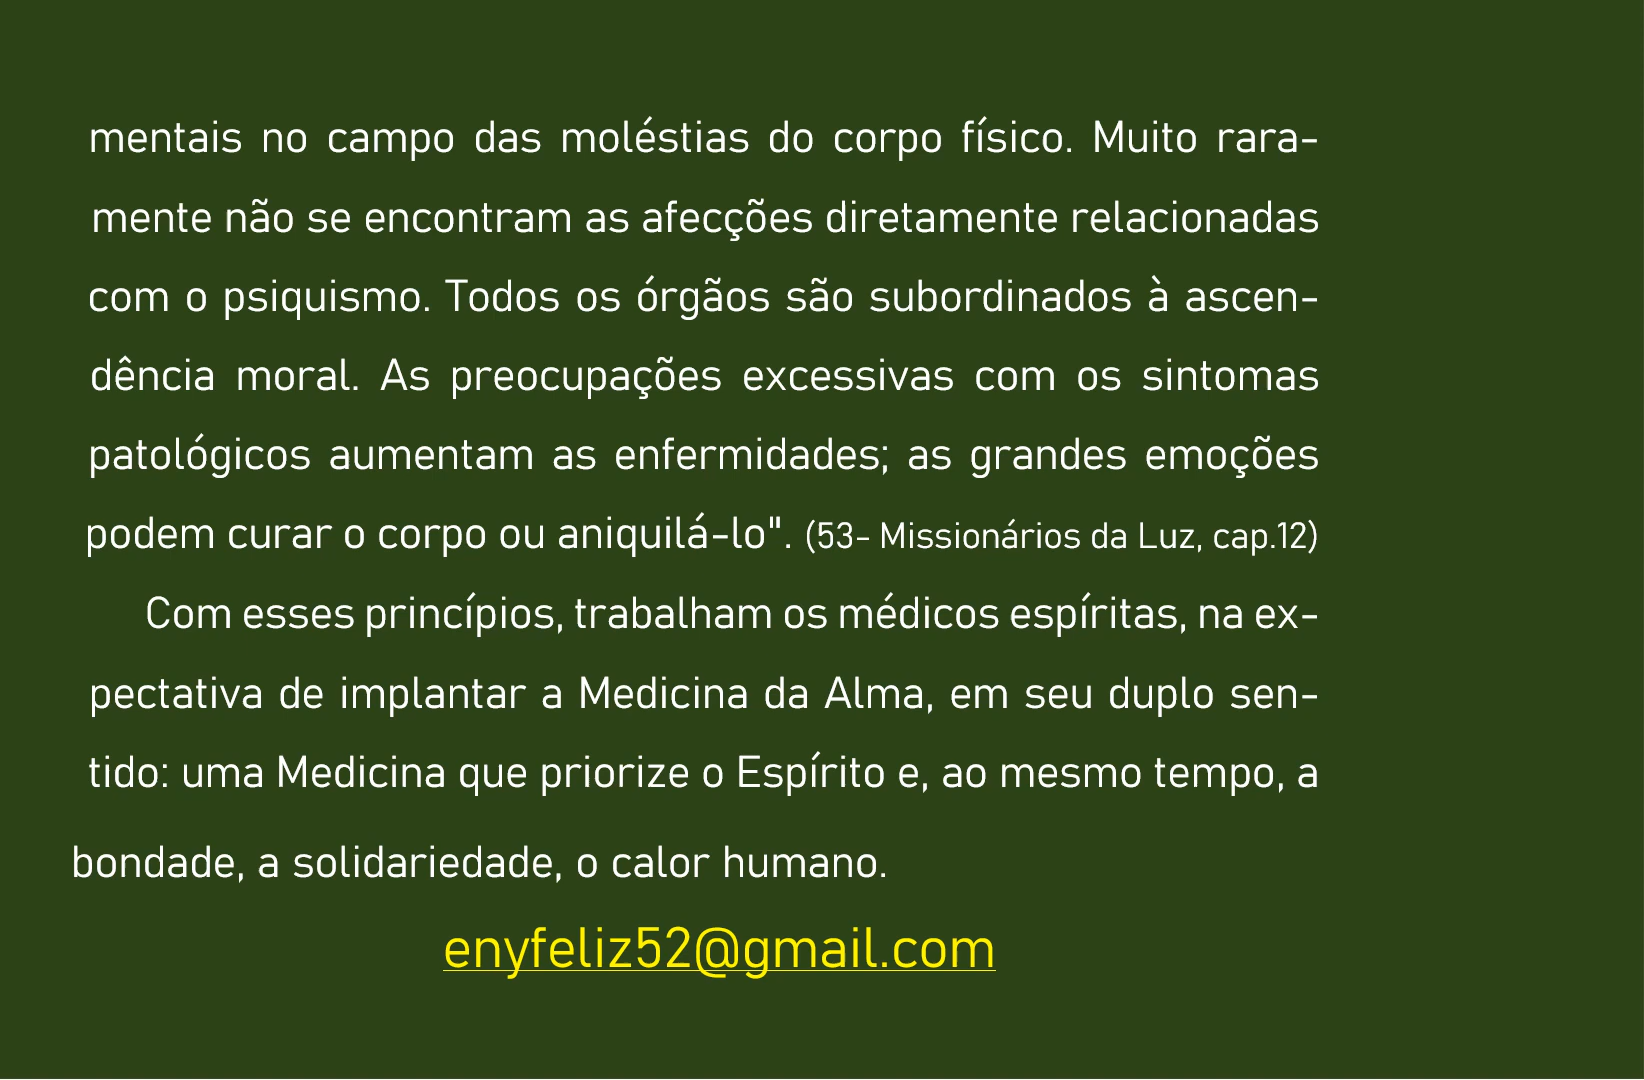 mentais no campo das moléstias do corpo físico. Muito rara-
mente não se encontram as afecções diretamente relacionadas
com o psiquismo. Todos os órgãos são subordinados à ascen-
dência moral. As preocupações excessivas com os sintomas
patológicos aumentam as enfermidades; as grandes emoções
podem curar o corpo ou aniquilá-lo". (53- Missionários da Luz, cap.12)
Com esses princípios, trabalham os médicos espíritas, na ex-
pectativa de implantar a Medicina da Alma, em seu duplo sen-
tido: uma Medicina que priorize o Espírito e, ao mesmo tempo, a
bondade, a solidariedade, o calor humano.
enyfeliz52@gmail.com